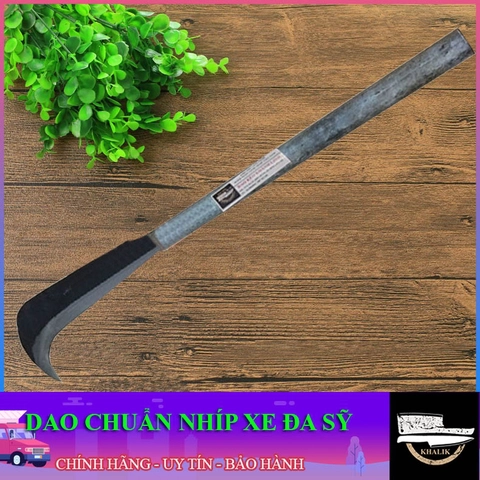 DAO CHUẨN NHÍP XE ĐA SỸ
CHÍNH HÃNG - UY TÍN - BẢO HÀNH
KHALIK